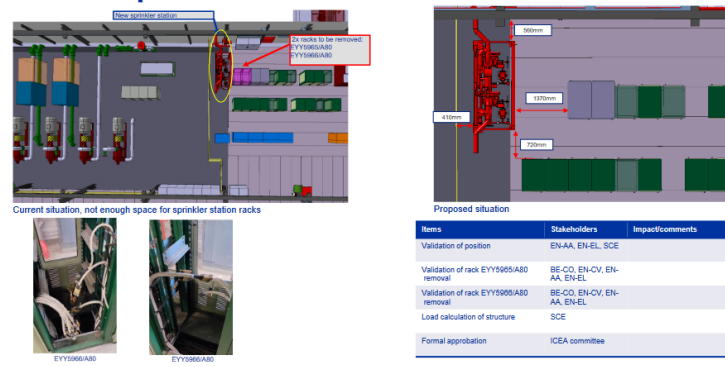 New sprinkler station
2x racks to be removed:
EYY5965/A80
EYY5966/A80
Current situation, not enough space for sprinkler station racks
EYY5966/A80
EYY5966/A80
560mm
1370mm
410mm
720mm
Proposed situation
Items Stakeholders Impact/comments
Validation of position EN-AA, EN-EL, SCE
Validation of rack EYY5965/A80 BE-CO, EN-CV, EN-
removal AA, EN-EL
Validation of rack EYY5966/A80 BE-CO, EN-CV, EN-
removal AA, EN-EL
Load calculation of structure SCE
Formal approbation ICEA committee